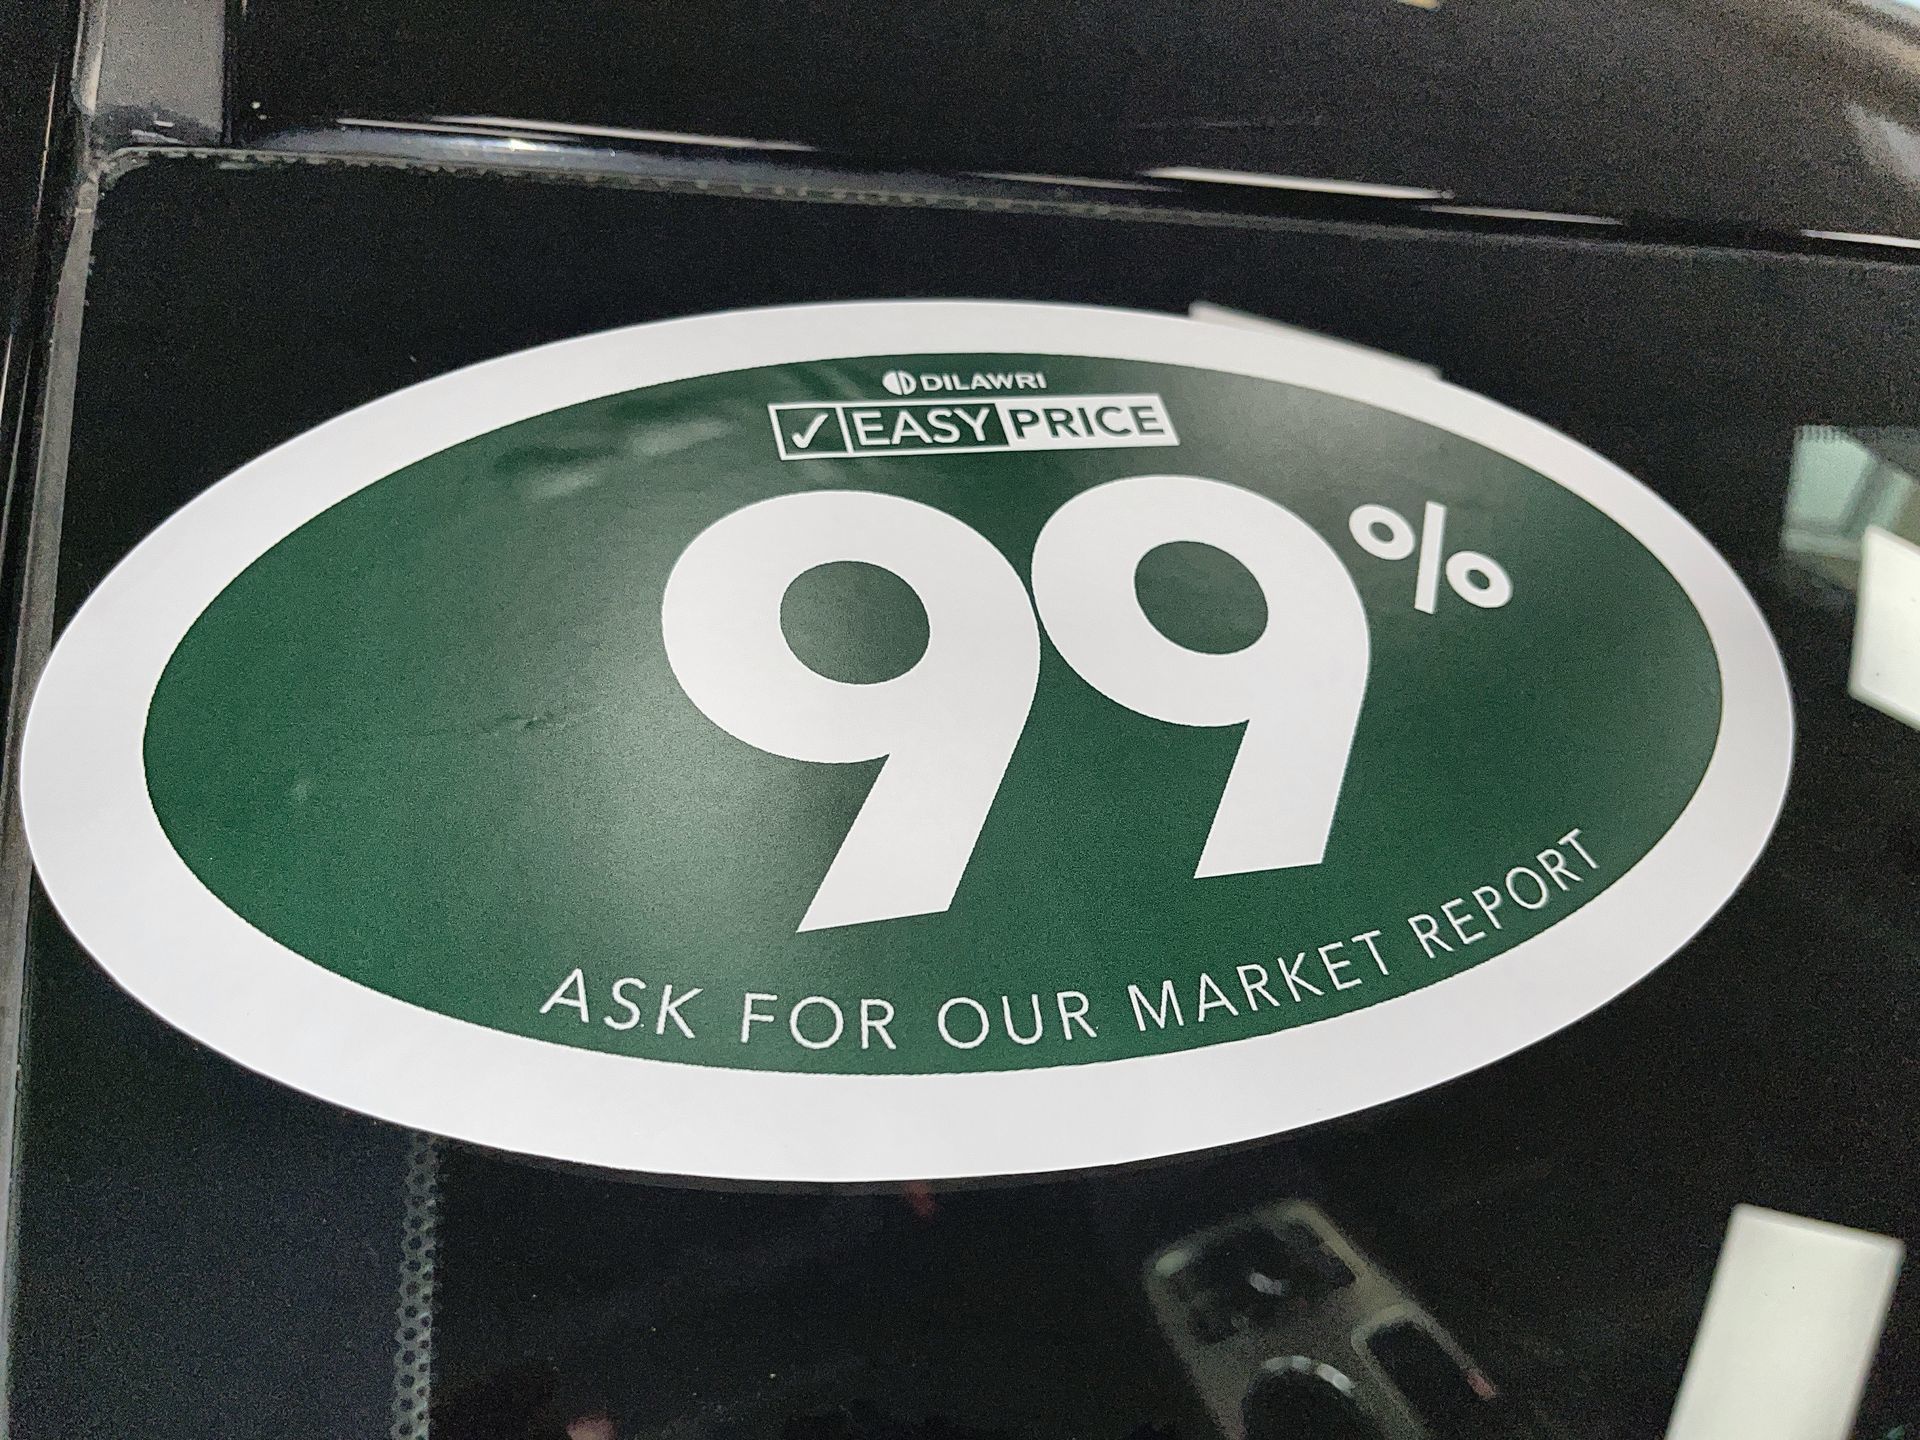 DILAWRI
✓ EASY PRICE
99%
ASK FOR OUR MARKET REPORT